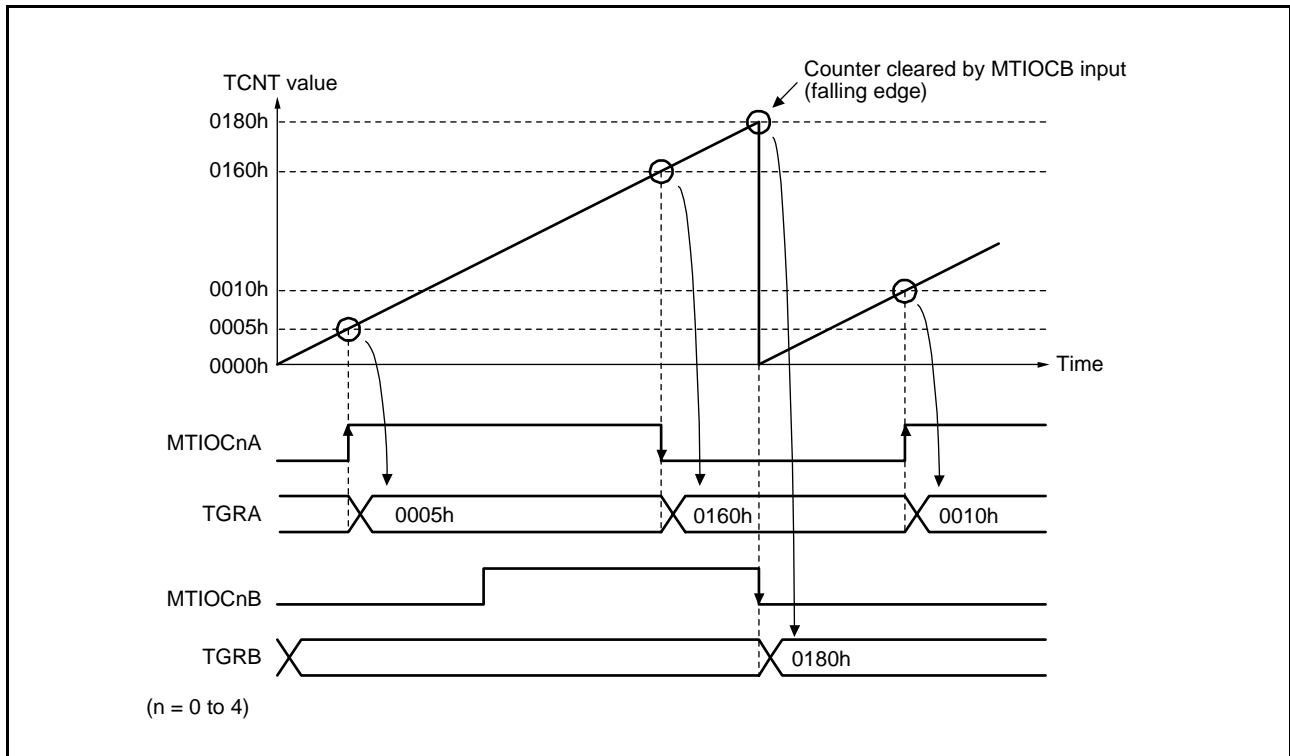 Counter cleared by MTIOCB input
(falling edge)
TCNT value
0180h
0160h
0010h
0005h
0000h
Time
MTIOCnA
TGRA
0005h
0160h
0010h
MTIOCnB
TGRB
0180h
(n = 0 to 4)